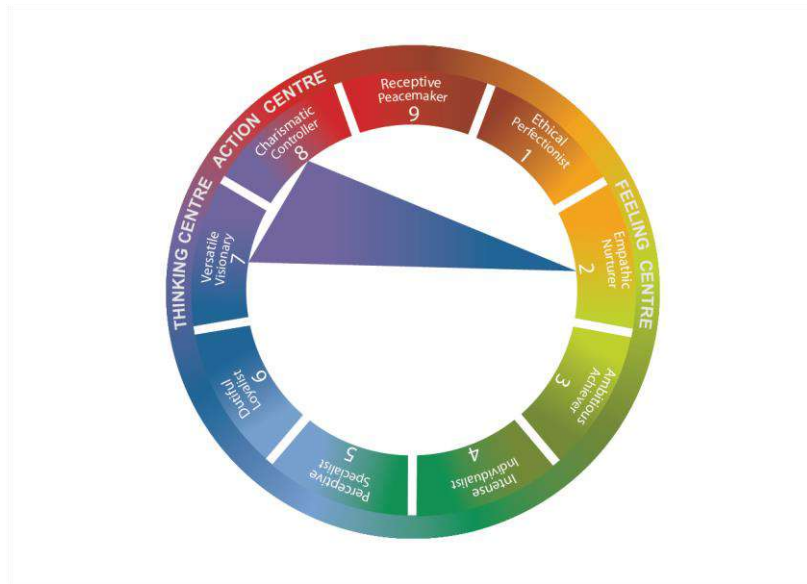 ACTION CENTRE
FEELING CENTRE
THINKING CENTRE
Receptive
Peacemaker
9
Ethical
Perfectionist
1
Empathic
Nurturer
2
Ambitious
Achiever
3
Intense
Individualist
4
Perceptive
Specialist
5
Dutiful
Loyalist
6
Versatile
Visionary
7
Charismatic
Controller
8